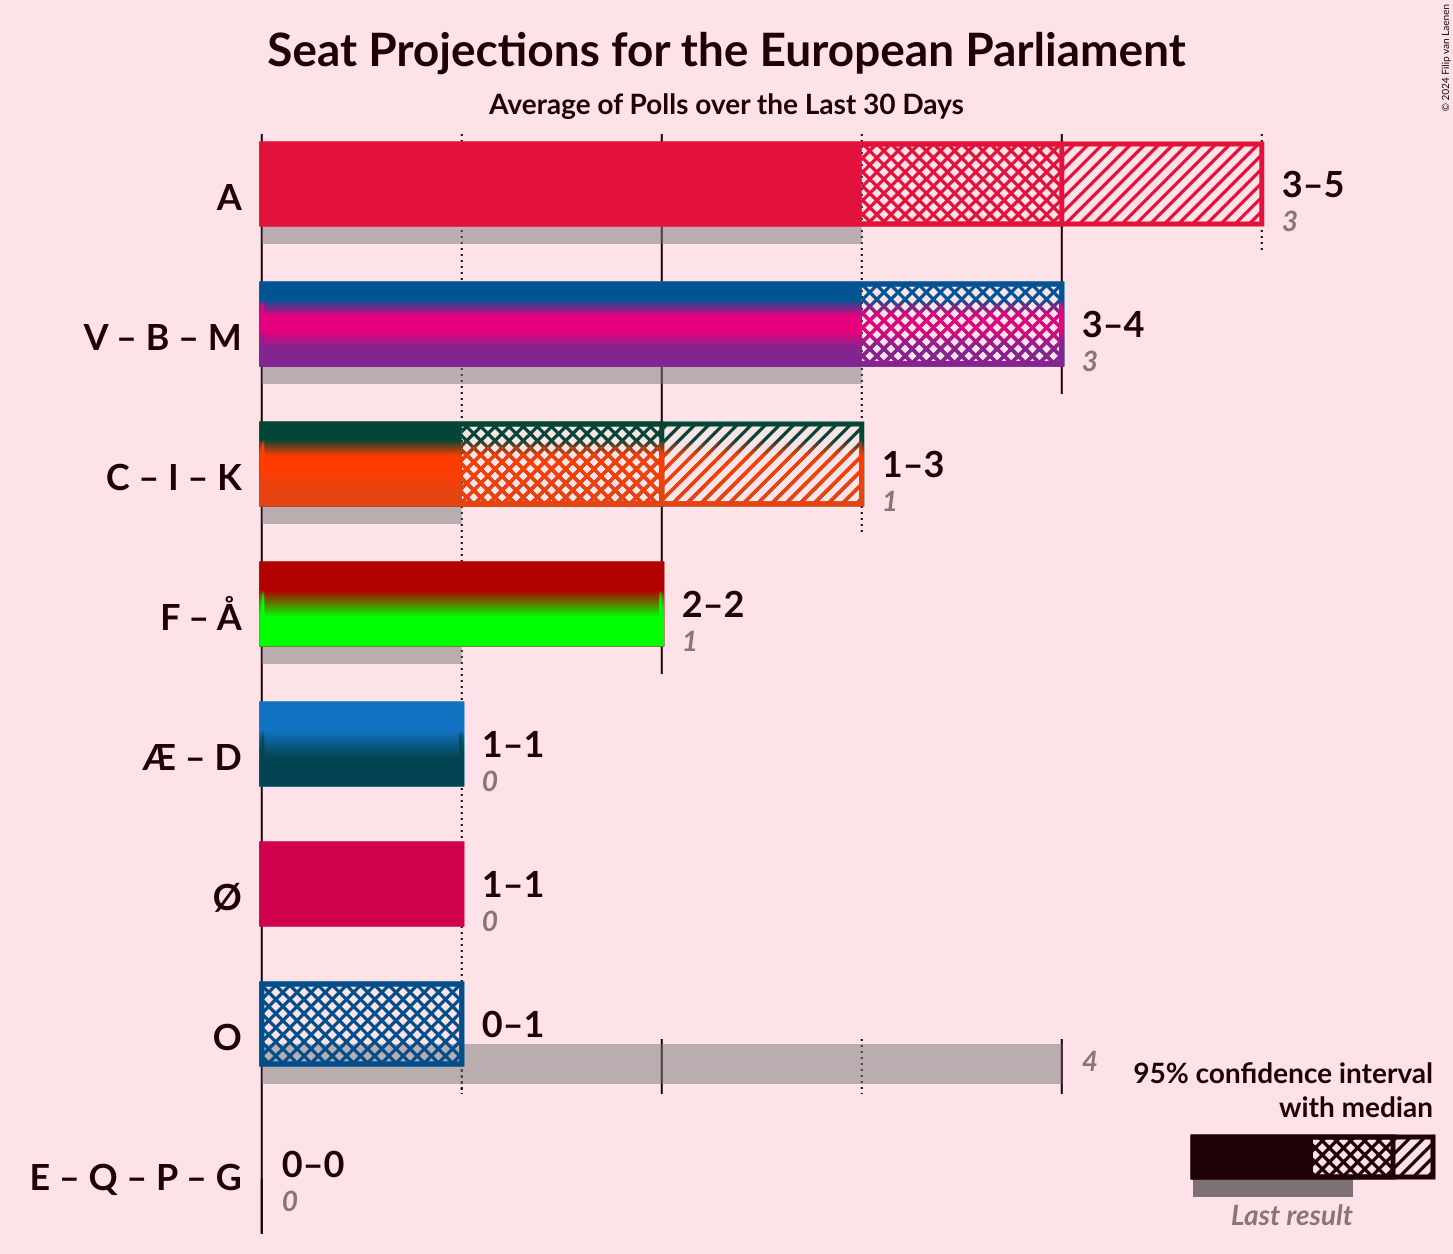 Seat Projections for the European Parliament
Average of Polls over the Last 30 Days
© 2024 Filip van Laenen
A
3–5
3
V – B – M
3–4
3
C – I – K
1–3
1
F – Å
2–2
1
Æ – D
1–1
0
Ø
1–1
0
O
0–1
4
E – Q – P – G
0–0
0
95% confidence interval
with median
Last result